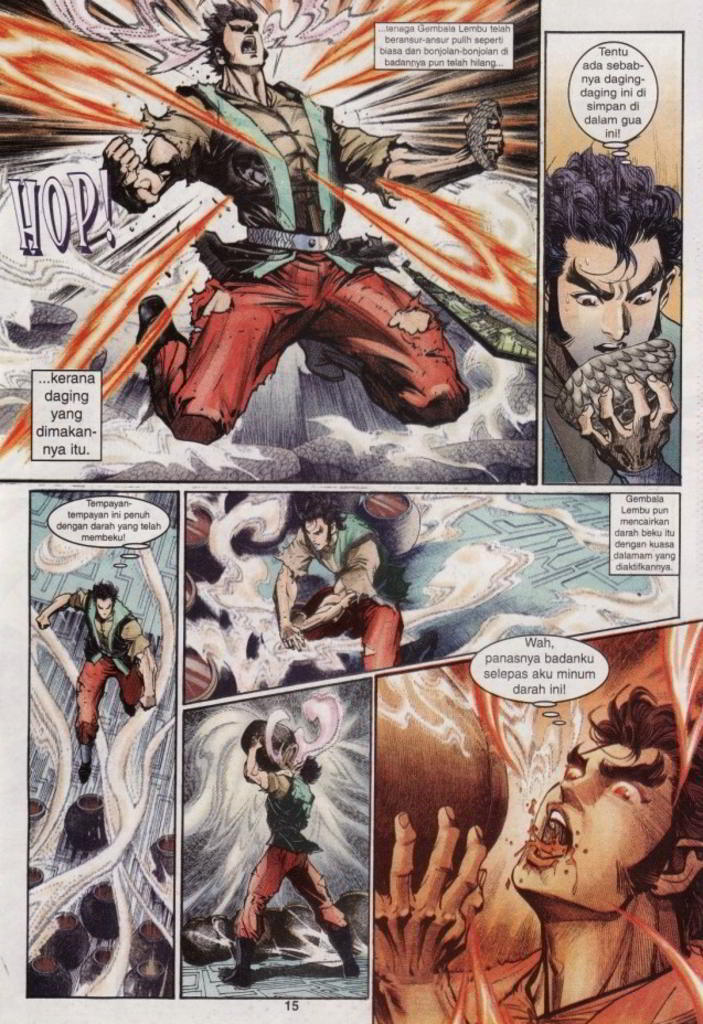 ...tenaga Gembala Lembu telah
beransur-ansur pulih seperti
biasa dan bonjolan-bonjolan di
badannya pun telah hilang...
HOP!
...kerana
daging
yang
dimakan-
nya itu.
Tentu
ada sebab-
nya daging-
daging ini di
simpan di
dalam gua
ini!
Tempayan-
tempayan ini penuh
dengan darah yang telah
membeku!
Gembala
Lembu pun
mencairkan
darah beku itu
dengan kuasa
dalamam yang
diaktifkannya.
Wah,
panasnya badanku
selepas aku minum
darah ini!
15